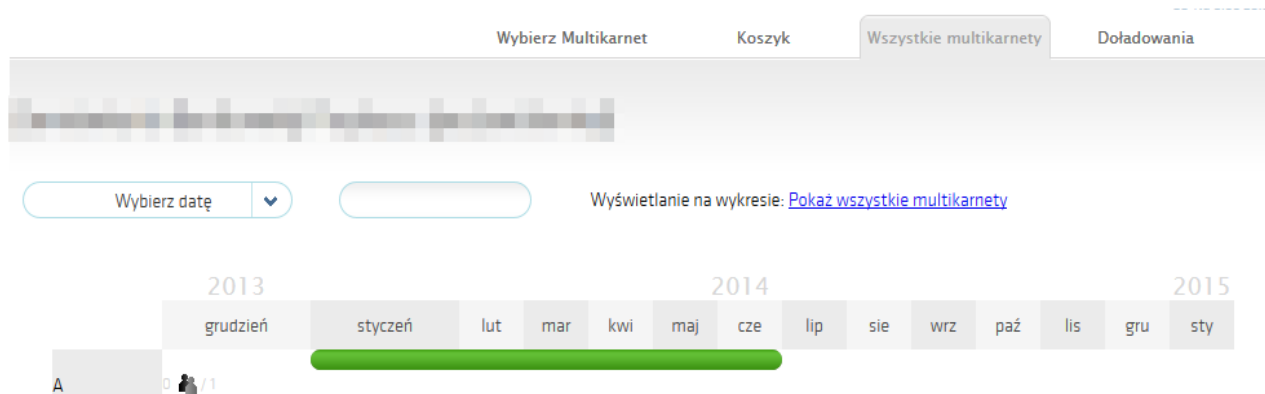 Wybierz Multikarnet Koszyk Wszystkie multikarnety Doładowania
Wybierz datę Wyświetlanie na wykresie: Pokaż wszystkie multikarnety
2013 2014 2015
grudzień styczeń lut mar kwi maj cze lip sie wrz paź lis gru sty
A 0 / 1